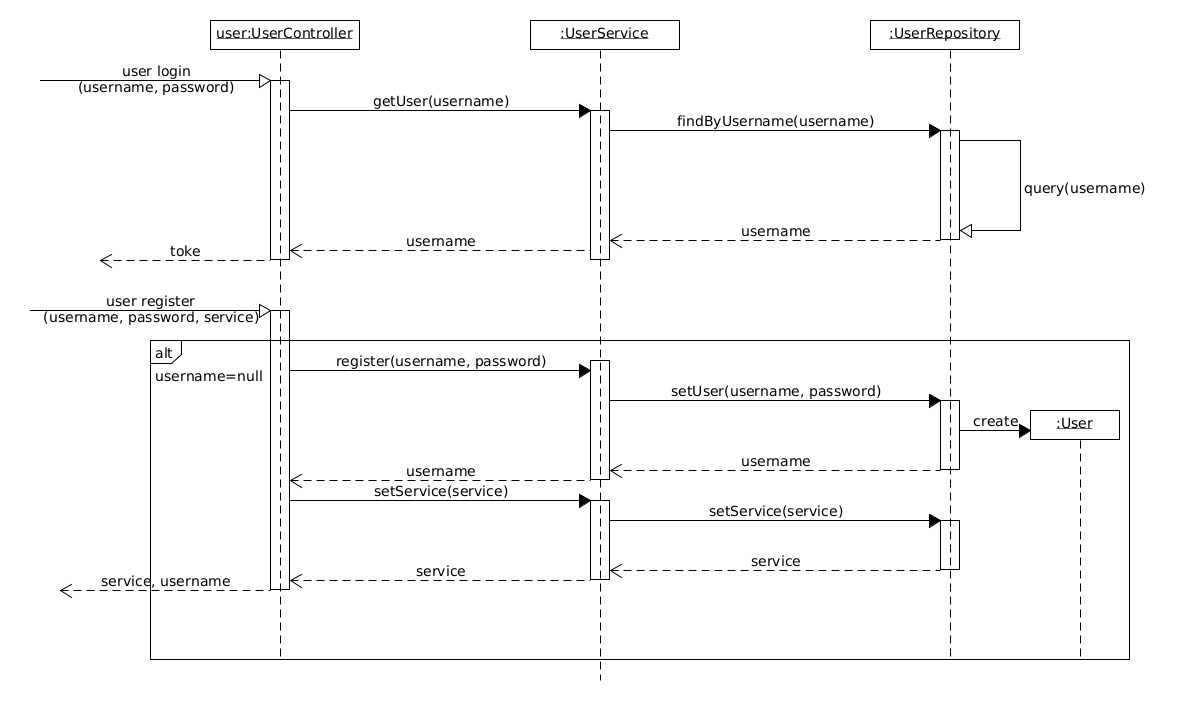 user:UserController
:UserService
:UserRepository
user login
(username, password)
getUser(username)
findByUsername(username)
query(username)
username
username
toke
user register
(username, password, service)
alt
username=null
register(username, password)
setUser(username, password)
create
:User
username
username
setService(service)
setService(service)
service
service
service, username